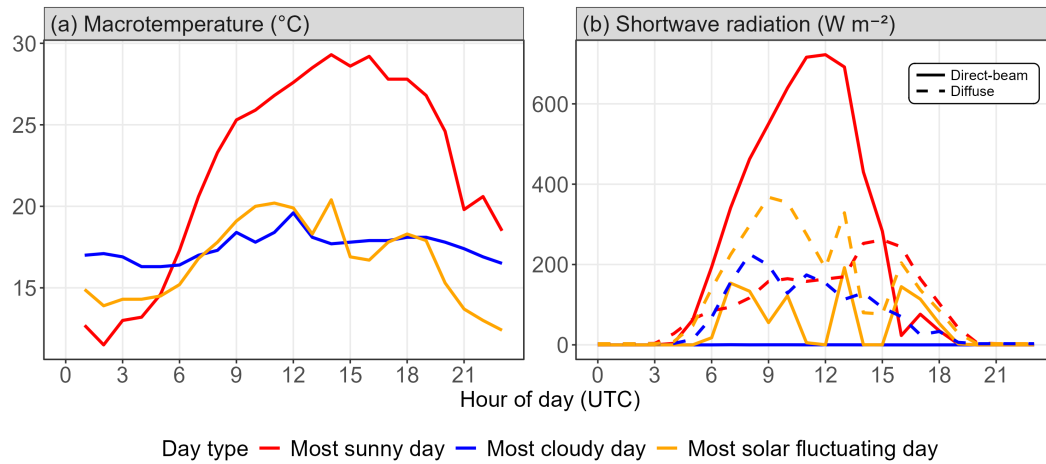 (a) Macrotemperature (°C)
(b) Shortwave radiation (W m⁻²)
30
25
20
15
0 3 6 9 12 15 18 21
600
400
200
0
Direct-beam
Diffuse
0 3 6 9 12 15 18 21
Hour of day (UTC)
Day type Most sunny day Most cloudy day Most solar fluctuating day